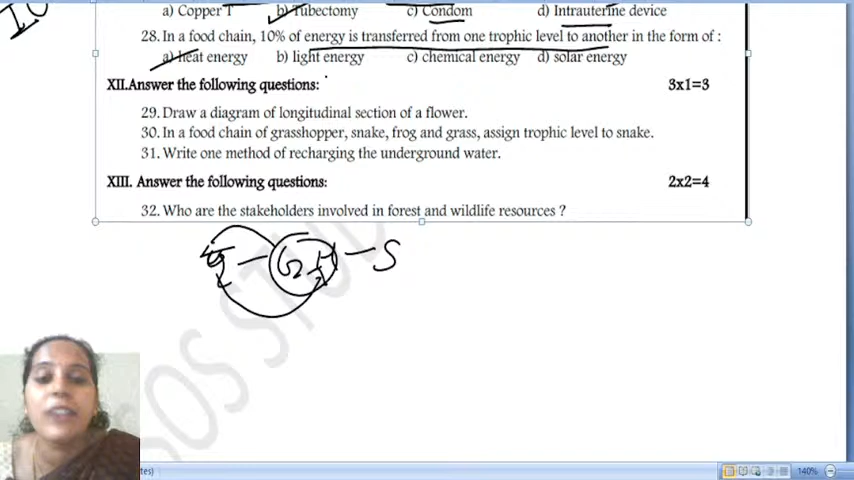 a) Copper T b) Tubectomy c) Condom d) Intrauterine device
28. In a food chain, 10% of energy is transferred from one trophic level to another in the form of :
a) heat energy b) light energy c) chemical energy d) solar energy
XII.Answer the following questions: 3x1=3
29. Draw a diagram of longitudinal section of a flower.
30. In a food chain of grasshopper, snake, frog and grass, assign trophic level to snake.
31. Write one method of recharging the underground water.
XIII. Answer the following questions: 2x2=4
32. Who are the stakeholders involved in forest and wildlife resources ?
SOS STUD
tes)
140%